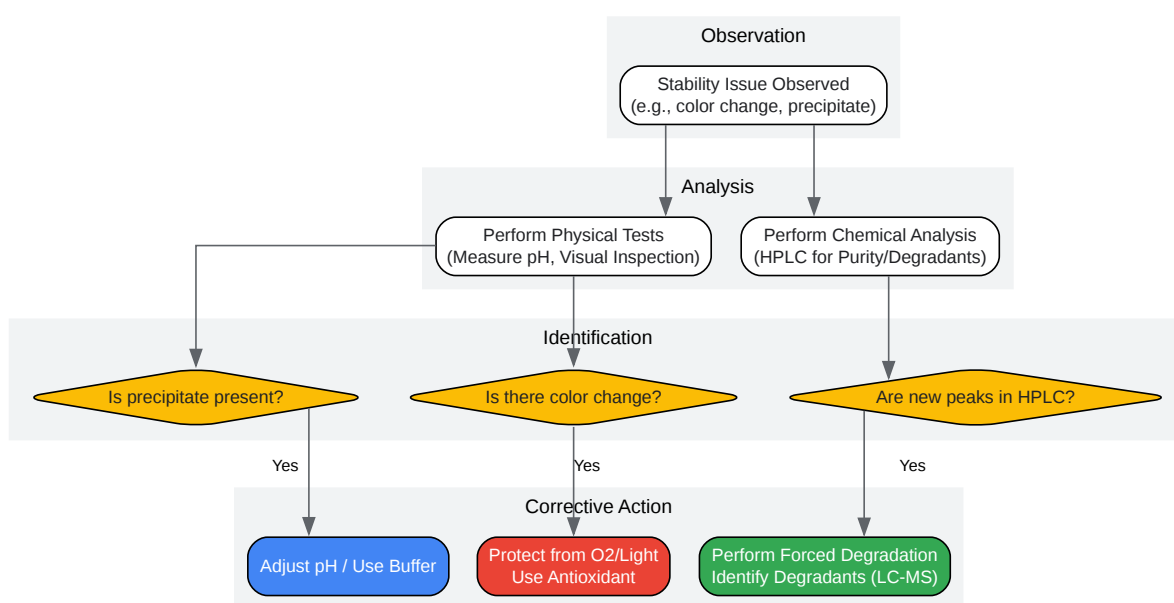 Observation
Stability Issue Observed
(e.g., color change, precipitate)
Analysis
Perform Physical Tests
(Measure pH, Visual Inspection)
Perform Chemical Analysis
(HPLC for Purity/Degradants)
Identification
Is precipitate present?
Is there color change?
Are new peaks in HPLC?
Yes
Yes
Yes
Corrective Action
Adjust pH / Use Buffer
Protect from O2/Light
Use Antioxidant
Perform Forced Degradation
Identify Degradants (LC-MS)